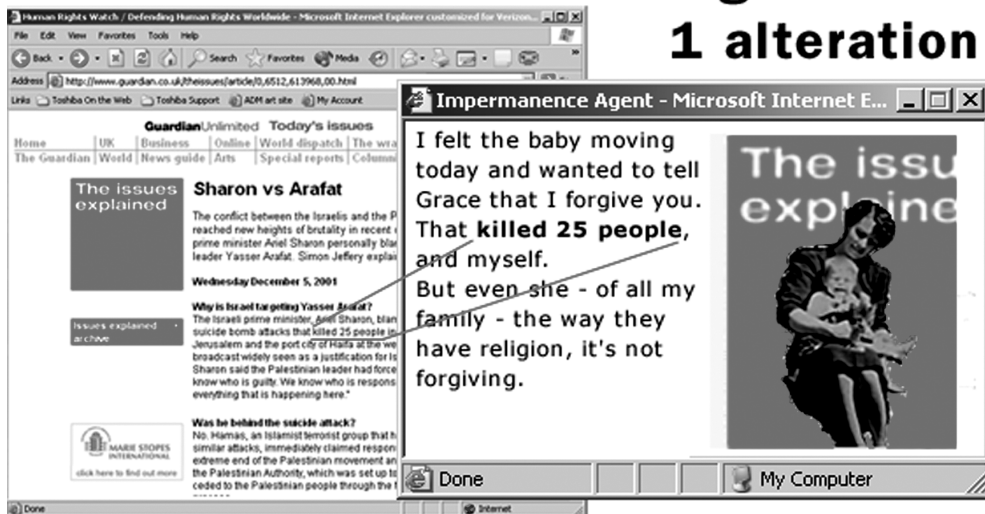 1 alteration
Human Rights Watch / Defending Human Rights Worldwide - Microsoft Internet Explorer customized for Verizon...
File Edit View Favorites Tools Help
Back Search Favorites Media
Address http://www.guardian.co.uk/theissues/article/0,6512,613968,00.html
Links Toshiba On the Web Toshiba Support ADM art site My Account
GuardianUnlimited Today's issues
Home UK Business Online World dispatch The wra
The Guardian World News guide Arts Special reports Columni
The issues
explained
Sharon vs Arafat
The conflict between the Israelis and the P
reached new heights of brutality in recent
prime minister Ariel Sharon personally bla
leader Yasser Arafat. Simon Jeffery explai
Wednesday December 5, 2001
Why is Israel targeting Yasser Arafat?
The Israeli prime minister, Ariel Sharon, blan
suicide bomb attacks that killed 25 people in
Jerusalem and the port city of Haifa at the we
broadcast widely seen as a justification for Is
Sharon said the Palestinian leader had force
know who is guilty. We know who is respons
everything that is happening here."
Issues explained
archive
Was he behind the suicide attack?
No. Hamas, an Islamist terrorist group that h
similar attacks, immediately claimed respon
extreme end of the Palestinian movement an
the Palestinian Authority, which was set up to
ceded to the Palestinian people through the
MARIE STOPES
INTERNATIONAL
click here to find out more
Done Internet
Impermanence Agent - Microsoft Internet E...
I felt the baby moving
today and wanted to tell
Grace that I forgive you.
That killed 25 people,
and myself.
But even she - of all my
family - the way they
have religion, it's not
forgiving.
The issu
explaine
Done My Computer